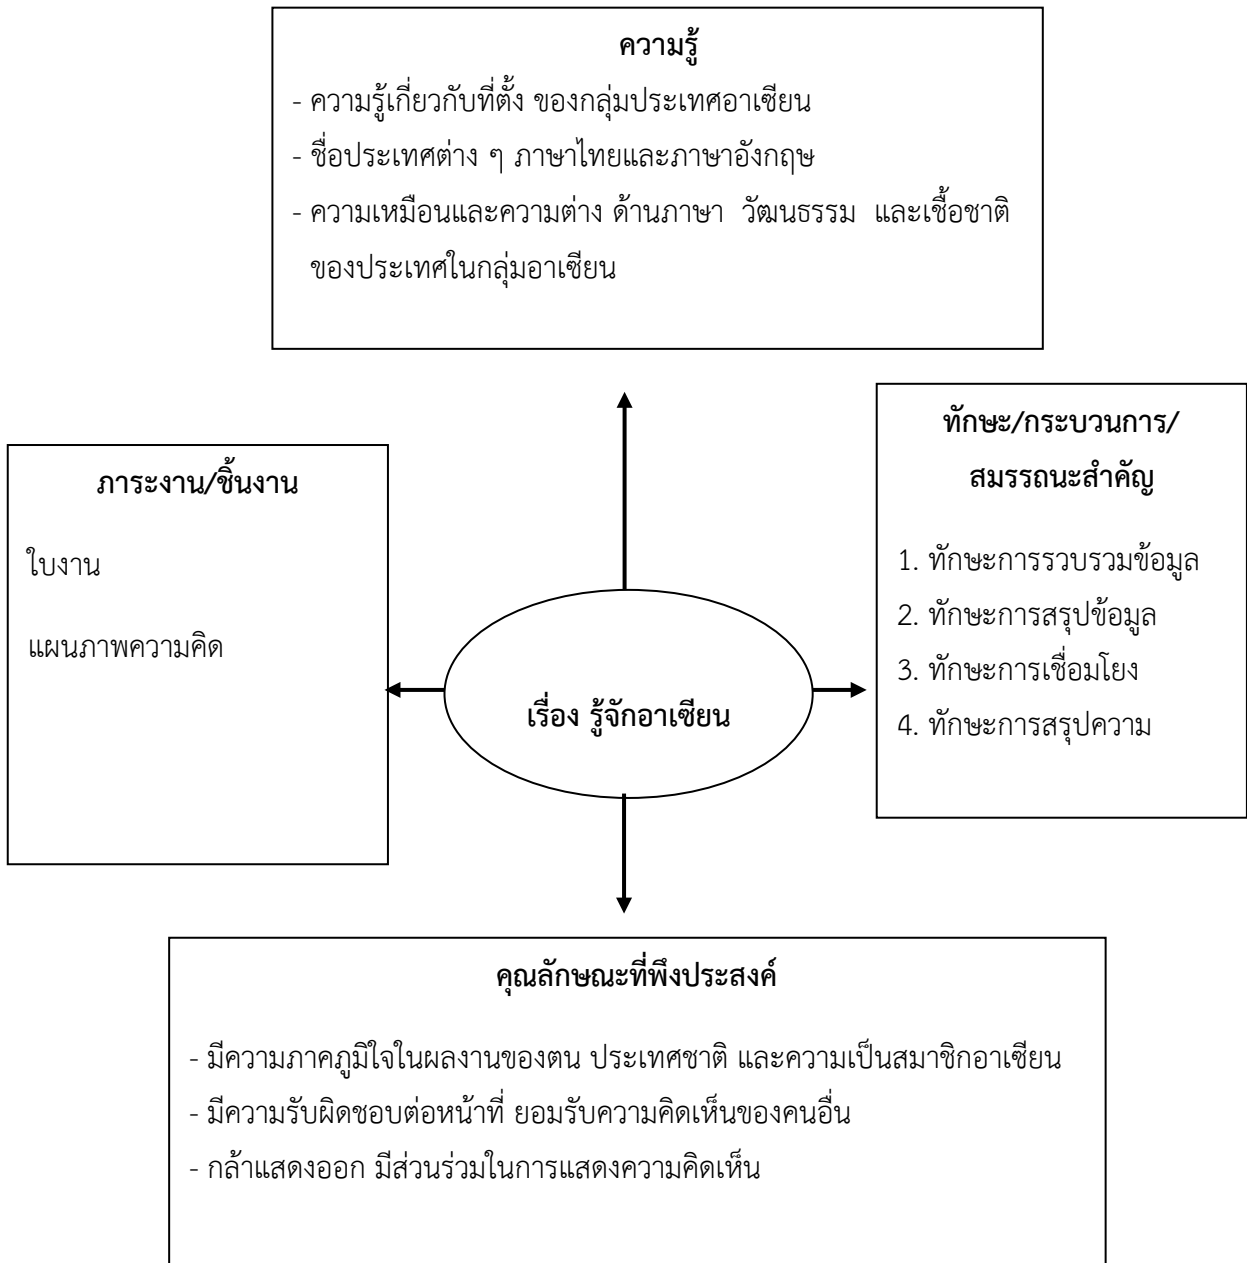 ความรู้
- ความรู้เกี่ยวกับที่ตั้ง ของกลุ่มประเทศอาเซียน
- ชื่อประเทศต่าง ๆ ภาษาไทยและภาษาอังกฤษ
- ความเหมือนและความต่าง ด้านภาษา วัฒนธรรม และเชื้อชาติ
ของประเทศในกลุ่มอาเซียน
ภาระงาน/ชิ้นงาน
ใบงาน
แผนภาพความคิด
เรื่อง รู้จักอาเซียน
ทักษะ/กระบวนการ/
สมรรถนะสำคัญ
1. ทักษะการรวบรวมข้อมูล
2. ทักษะการสรุปข้อมูล
3. ทักษะการเชื่อมโยง
4. ทักษะการสรุปความ
คุณลักษณะที่พึงประสงค์
- มีความภาคภูมิใจในผลงานของตน ประเทศชาติ และความเป็นสมาชิกอาเซียน
- มีความรับผิดชอบต่อหน้าที่ ยอมรับความคิดเห็นของคนอื่น
- กล้าแสดงออก มีส่วนร่วมในการแสดงความคิดเห็น